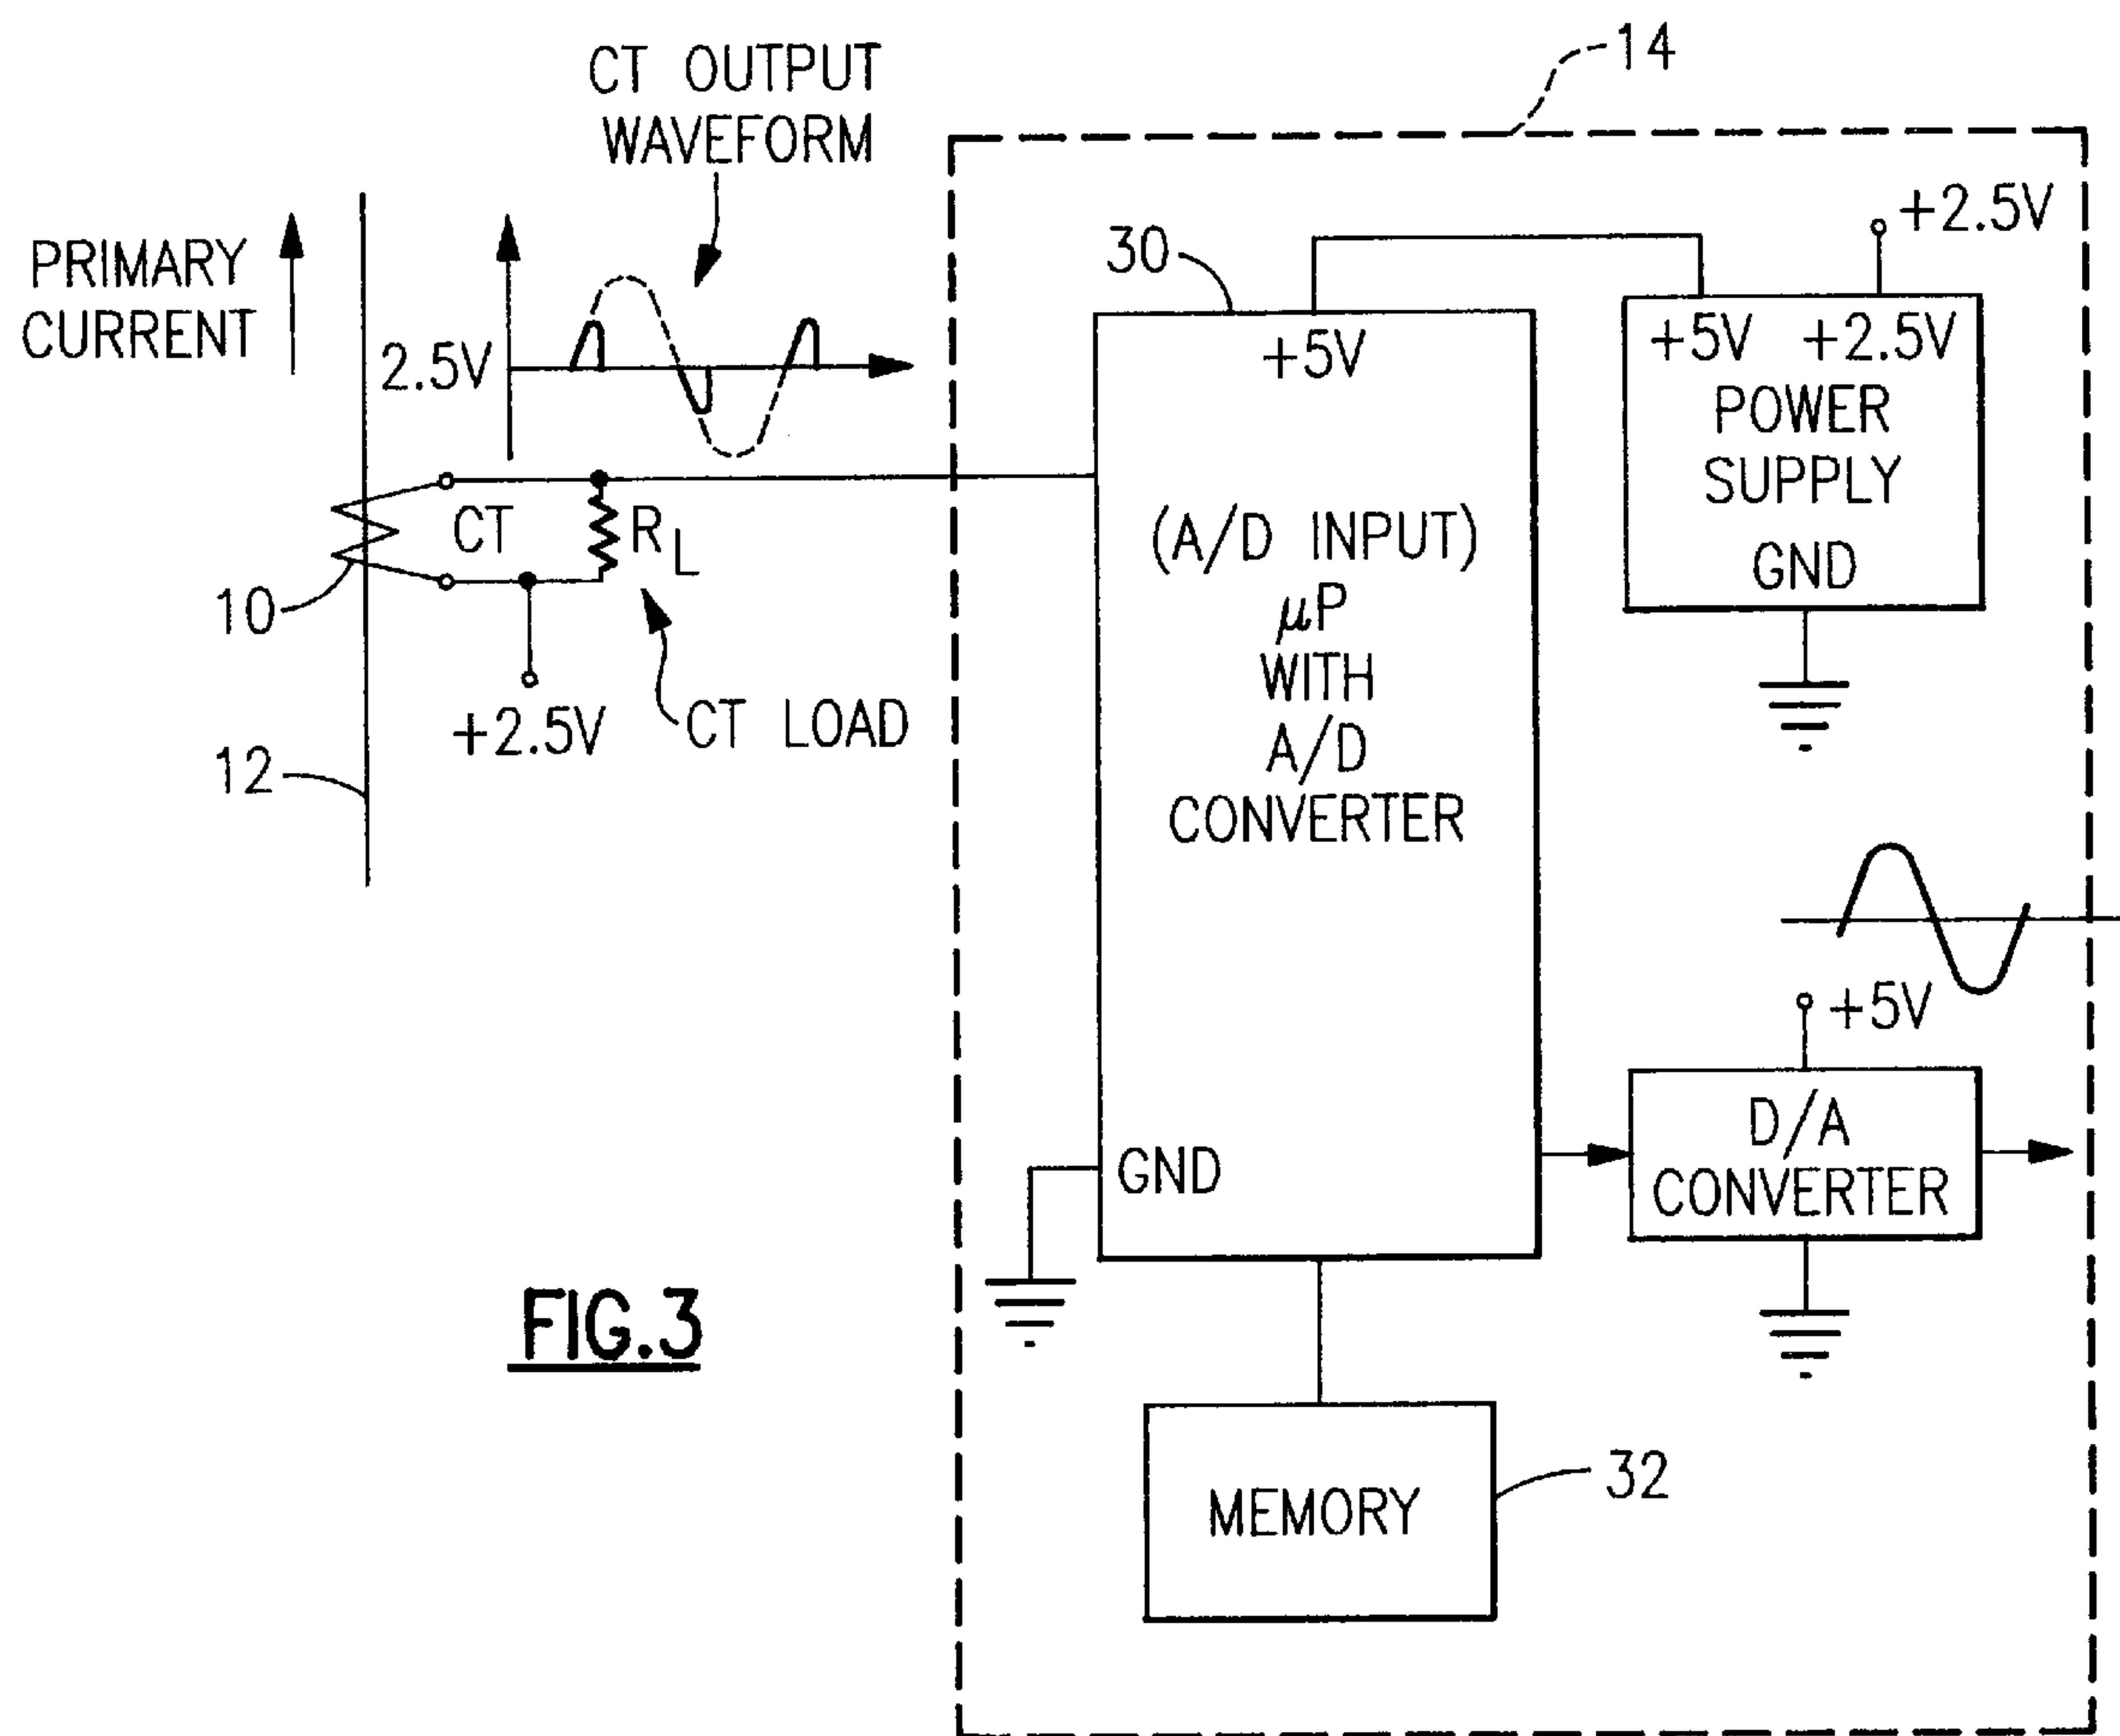 CT OUTPUT
WAVEFORM
14
PRIMARY
CURRENT
2.5V
30
+2.5V
+5V
+5V +2.5V
POWER
SUPPLY
GND
CT
R L
10
(A/D INPUT)
μP
WITH
A/D
CONVERTER
+2.5V
CT LOAD
12
+5V
GND
D/A
CONVERTER
FIG.3
MEMORY
32